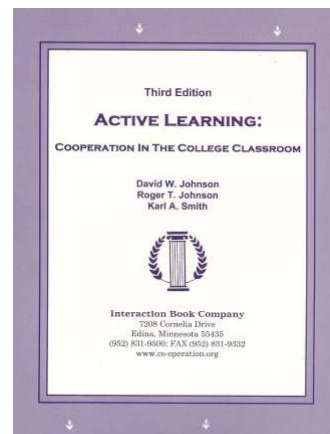 Third Edition
ACTIVE LEARNING:
COOPERATION IN THE COLLEGE CLASSROOM
David W. Johnson
Roger T. Johnson
Karl A. Smith
Interaction Book Company
7208 Cornelia Drive
Edina, Minnesota 55435
(952) 831-9500; FAX (952) 831-9332
www.co-operation.org